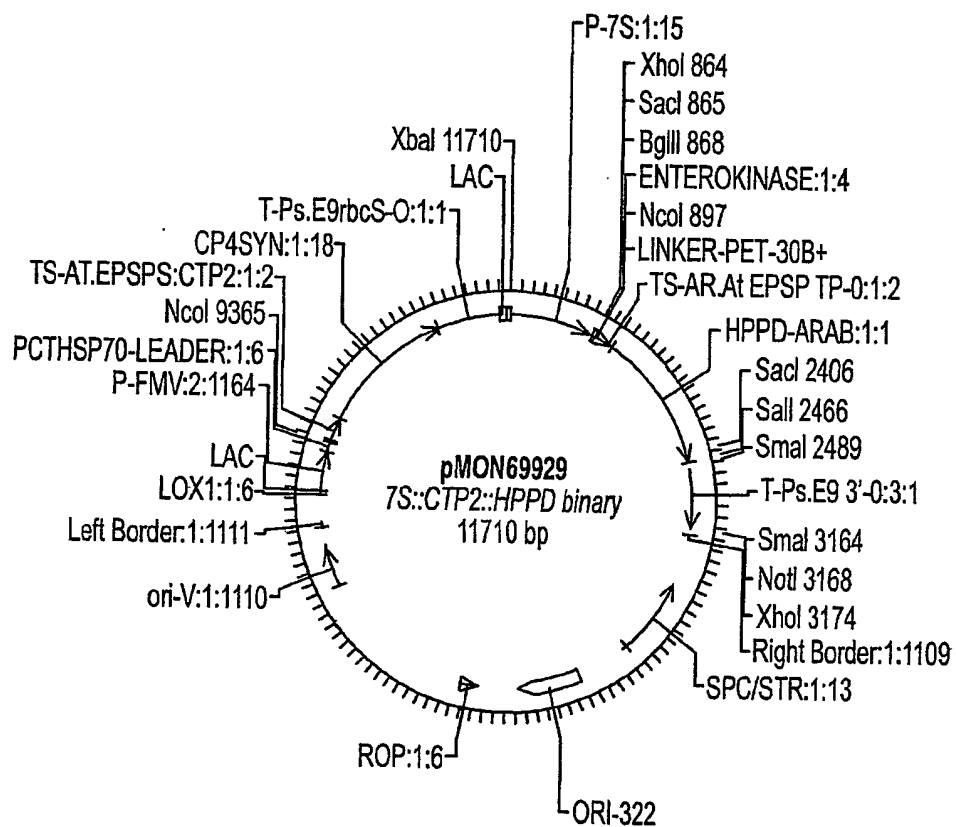 P-7S:1:15
XhoI 864
SacI 865
BglII 868
ENTEROKINASE:1:4
NcoI 897
LINKER-PET-30B+
TS-AR.At EPSP TP-0:1:2
HPPD-ARAB:1:1
SacI 2406
SalI 2466
SmaI 2489
T-Ps.E9 3'-0:3:1
SmaI 3164
NotI 3168
XhoI 3174
Right Border:1:1109
SPC/STR:1:13
ORI-322
ROP:1:6
ori-V:1:1110
Left Border:1:1111
LOX1:1:6
LAC
P-FMV:2:1164
PCTHSP70-LEADER:1:6
NcoI 9365
TS-AT.EPSPS:CTP2:1:2
CP4SYN:1:18
T-Ps.E9rbcS-O:1:1
LAC
XbaI 11710
pMON69929
7S::CTP2::HPPD binary
11710 bp